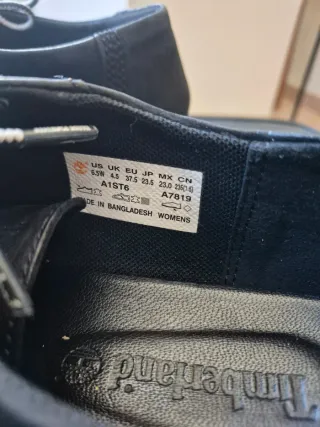 US UK EU JP MX CN
6.5W 4.5 37.5 23.5 23.0 235(1.5)
A1ST6 A7819
MADE IN BANGLADESH WOMENS
Timberland